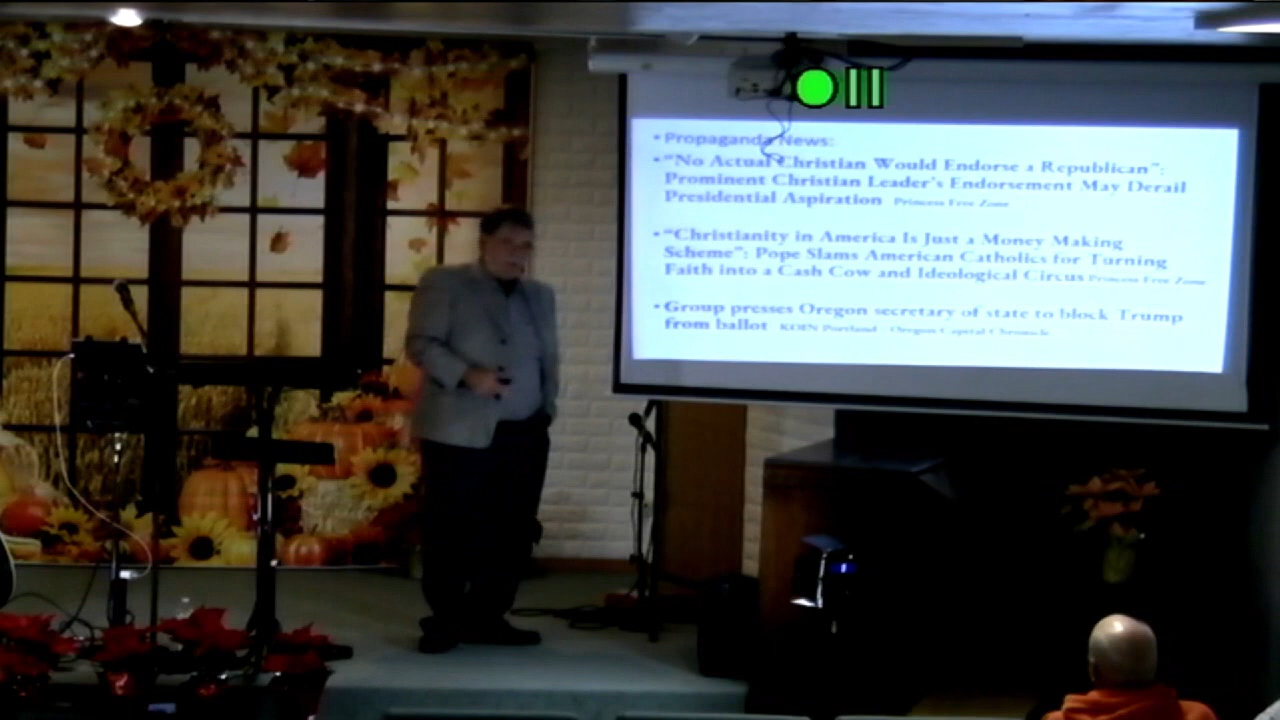 • Propaganda News:
• "No Actual Christian Would Endorse a Republican":
Prominent Christian Leader's Endorsement May Derail
Presidential Aspiration Princess Free Zone
• "Christianity in America Is Just a Money Making
Scheme": Pope Slams American Catholics for Turning
Faith into a Cash Cow and Ideological Circus Princess Free Zone
• Group presses Oregon secretary of state to block Trump
from ballot KOIN Portland - Oregon Capital Chronicle